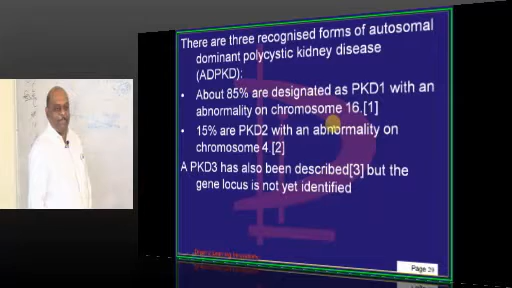 There are three recognised forms of autosomal
dominant polycystic kidney disease
(ADPKD):
• About 85% are designated as PKD1 with an
abnormality on chromosome 16.[1]
• 15% are PKD2 with an abnormality on
chromosome 4.[2]
A PKD3 has also been described[3] but the
gene locus is not yet identified
Page 29